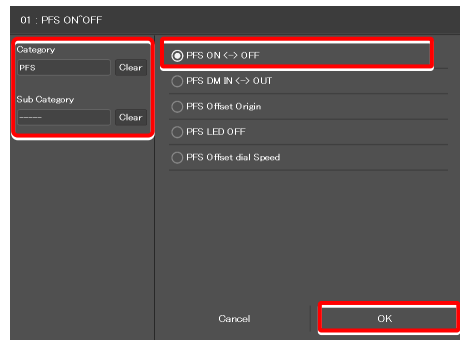 01 : PFS ON^OFF
Category
PFS
Clear
Sub Category
-----
Clear
PFS ON <-> OFF
PFS DM IN <-> OUT
PFS Offset Origin
PFS LED OFF
PFS Offset dial Speed
Cancel
OK